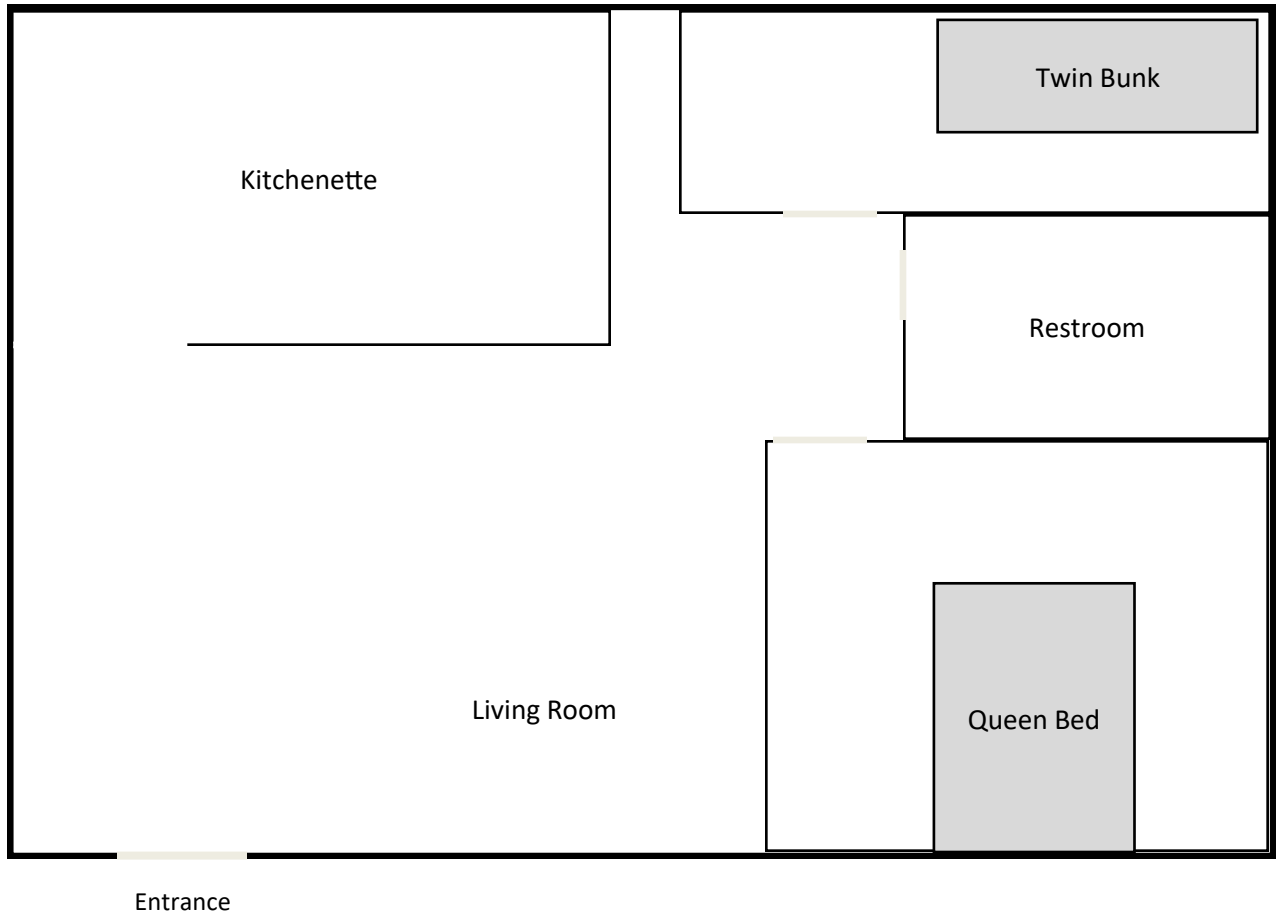 Twin Bunk
Kitchenette
Restroom
Living Room
Queen Bed
Entrance